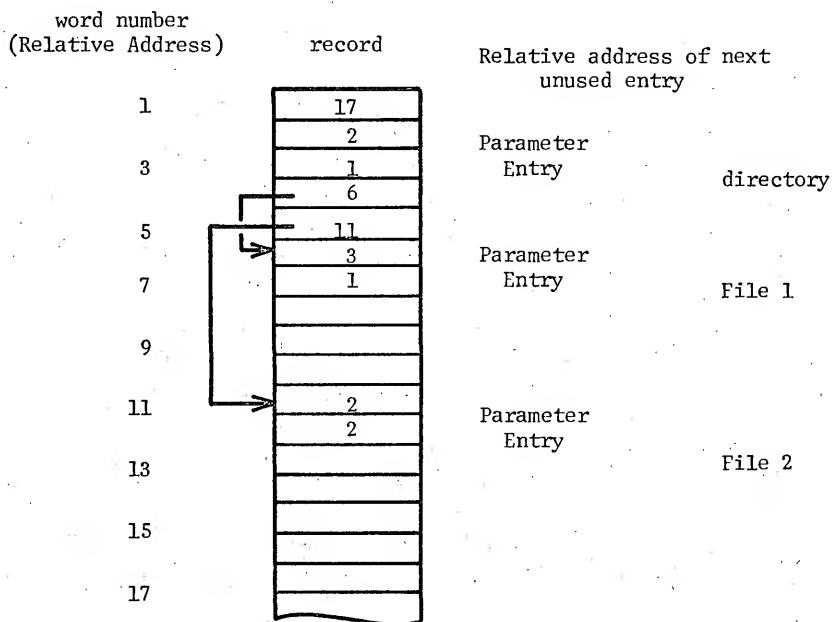 word number
(Relative Address)
record
Relative address of next
unused entry
1
17
2
Parameter
3
1
Entry
directory
6
5
11
3
Parameter
7
1
Entry
File 1
9
11
2
Parameter
2
Entry
13
File 2
15
17